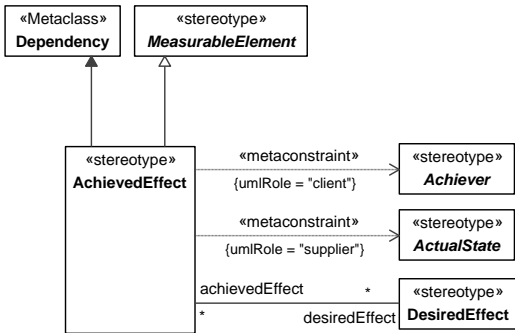 «Metaclass»
Dependency
«stereotype»
MeasurableElement
«stereotype»
AchievedEffect
«metaconstraint»
{umlRole = "client"}
«stereotype»
Achiever
«metaconstraint»
{umlRole = "supplier"}
«stereotype»
ActualState
achievedEffect
*
*
desiredEffect
«stereotype»
DesiredEffect